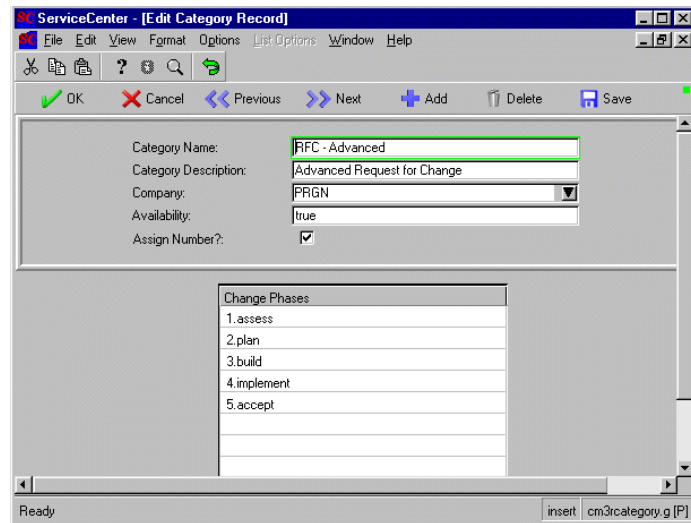 SC ServiceCenter - [Edit Category Record]
SC File Edit View Format Options List Options Window Help
OK Cancel Previous Next Add Delete Save
Category Name: RFC - Advanced
Category Description: Advanced Request for Change
Company: PRGN
Availability: true
Assign Number?:
Change Phases
1.assess
2.plan
3.build
4.implement
5.accept
Ready insert cm3rcategory.g [P]